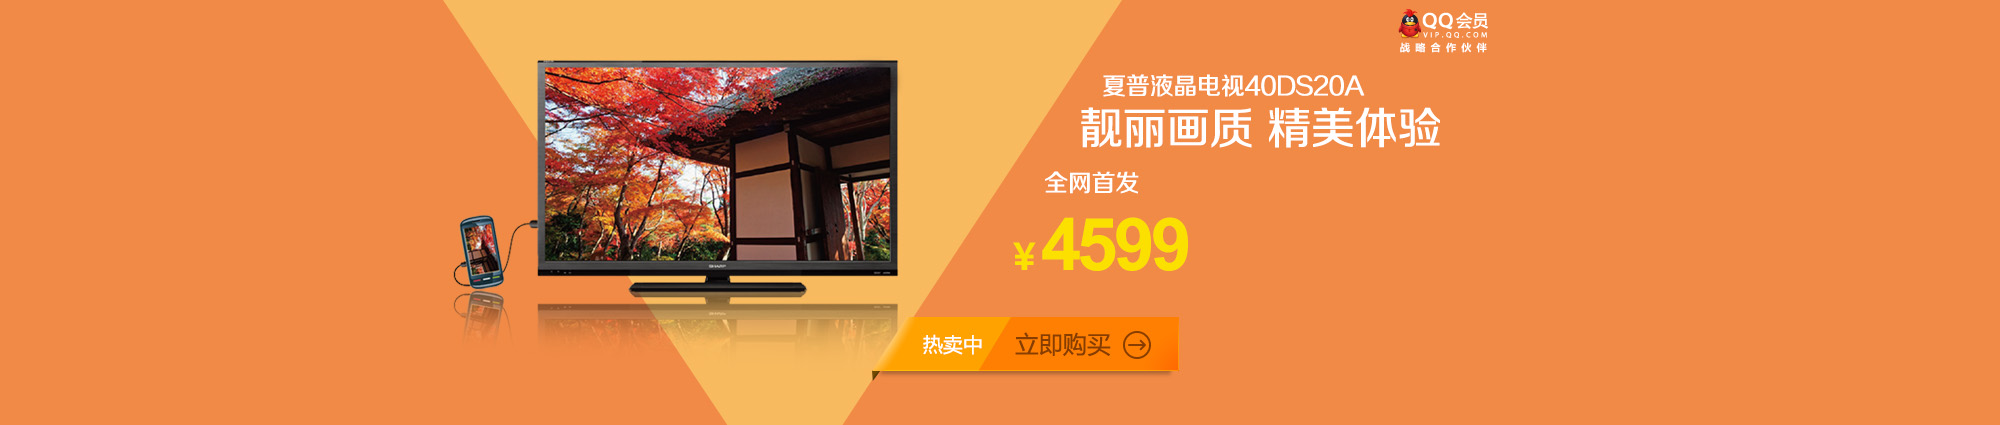 QQ会员
VIP.QQ.COM
战略合作伙伴
夏普液晶电视40DS20A
靓丽画质 精美体验
全网首发
¥4599
SHARP
热卖中
立即购买